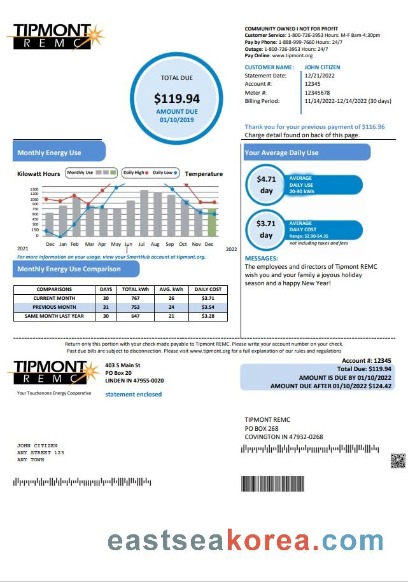 TIPMONT
REMC
COMMUNITY OWNED I NOT FOR PROFIT
Customer Service: 1-800-726-3953 Hours: M-F 8am-4:30pm
Pay by Phone: 1-888-999-7660 Hours: 24/7
Outage: 1-800-726-3953 Hours: 24/7
Pay Online: www.tipmont.org
CUSTOMER NAME: JOHN CITIZEN
Statement Date: 12/21/2022
Account #: 12345
Meter #: 12345678
Billing Period: 11/14/2022-12/14/2022 (30 days)
TOTAL DUE
$119.94
AMOUNT DUE
01/10/2019
Thank you for your previous payment of $116.96
Charge detail found on back of this page.
Monthly Energy Use
Kilowatt Hours Monthly Use Daily High Daily Low Temperature
Dec Jan Feb Mar Apr May Jun Jul Aug Sep Oct Nov Dec
2021 2022
For more information on your usage, view your SmartHub account at tipmont.org.
Your Average Daily Use
$4.71
day
AVERAGE
DAILY USE
20-30 kWh
$3.71
day
AVERAGE
DAILY COST
not including taxes and fees
MESSAGES:
The employees and directors of Tipmont REMC
wish you and your family a joyous holiday
season and a happy New Year!
Monthly Energy Use Comparison
COMPARISONS DAYS TOTAL kWh AVG. kWh DAILY COST
CURRENT MONTH 30 767 26 $3.71
PREVIOUS MONTH 31 753 24 $3.54
SAME MONTH LAST YEAR 30 647 21 $3.28
Return only this portion with your check made payable to Tipmont REMC. Please write your account number on your check.
Past due bills are subject to disconnection. Please visit www.tipmont.org for a full explanation of our rules and regulations
TIPMONT
REMC
Your Touchstone Energy Cooperative
403 S Main St
PO Box 20
LINDEN IN 47955-0020
statement enclosed
Account #: 12345
Total Due: $119.94
AMOUNT IS DUE BY 01/10/2022
AMOUNT DUE AFTER 01/10/2022 $124.42
TIPMONT REMC
PO BOX 268
COVINGTON IN 47932-0268
JOHN CITIZEN
ANY STREET 123
ANY TOWN
eastseakorea.com